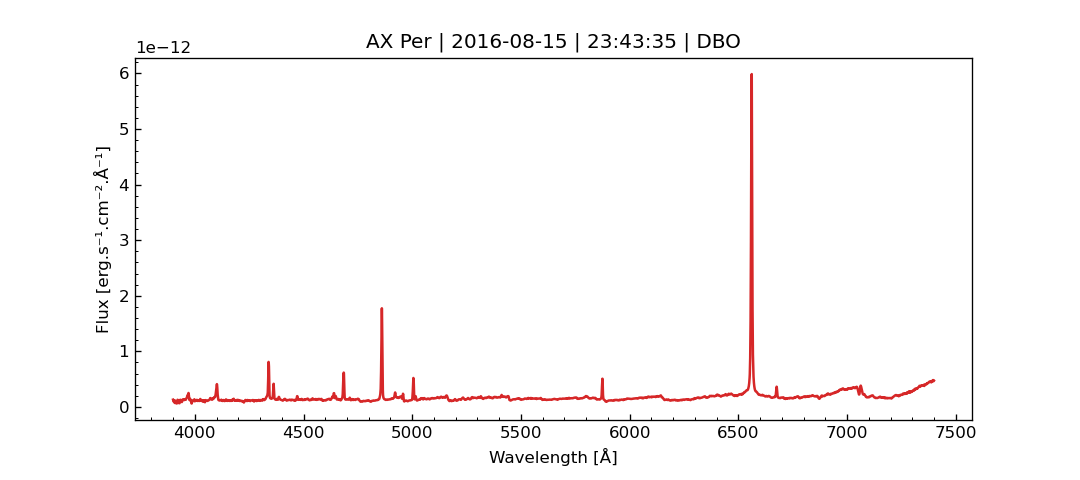 AX Per | 2016-08-15 | 23:43:35 | DBO
1e−12
6
5
4
3
2
1
0
Flux [erg.s⁻¹.cm⁻².Å⁻¹]
4000 4500 5000 5500 6000 6500 7000 7500
Wavelength [Å]